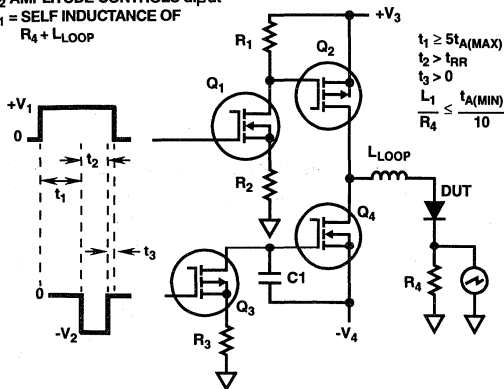 2 AMPLITUDE CONTROLS
1 = SELF INDUCTANCE OF
R4 + LLOOP
+V1
0
t2
t1
t3
0
-V2
R1
Q1
R2
Q2
+V3
Q3
R3
C1
Q4
-V4
LLOOP
DUT
R4
t1 ≥ 5tA(MAX)
t2 > tRR
t3 > 0
L1/R4 ≤ tA(MIN)/10